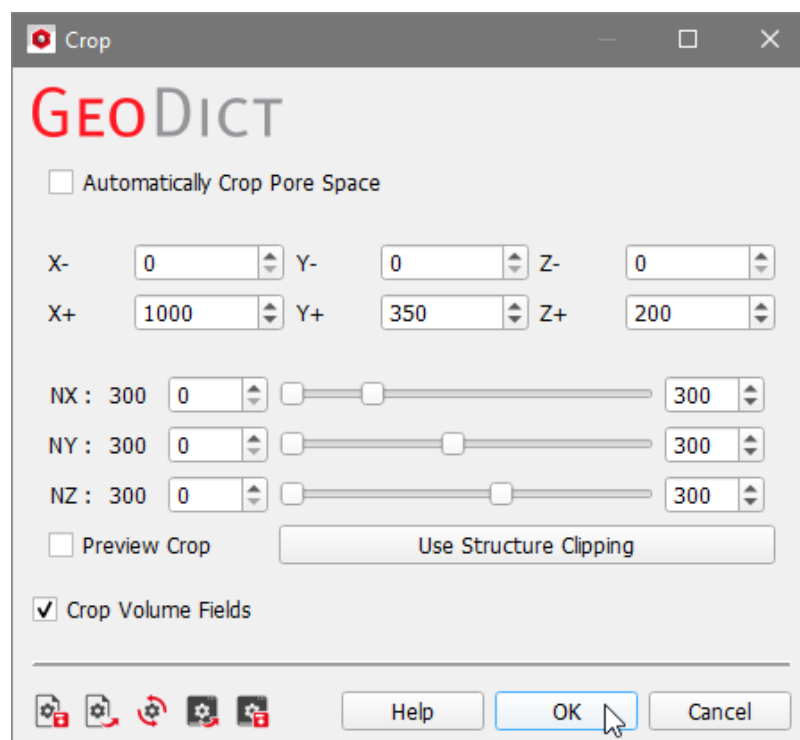 Crop
GEODICT
Automatically Crop Pore Space
X- 0 Y- 0 Z- 0
X+ 1000 Y+ 350 Z+ 200
NX : 300 0 300
NY : 300 0 300
NZ : 300 0 300
Preview Crop Use Structure Clipping
Crop Volume Fields
Help OK Cancel